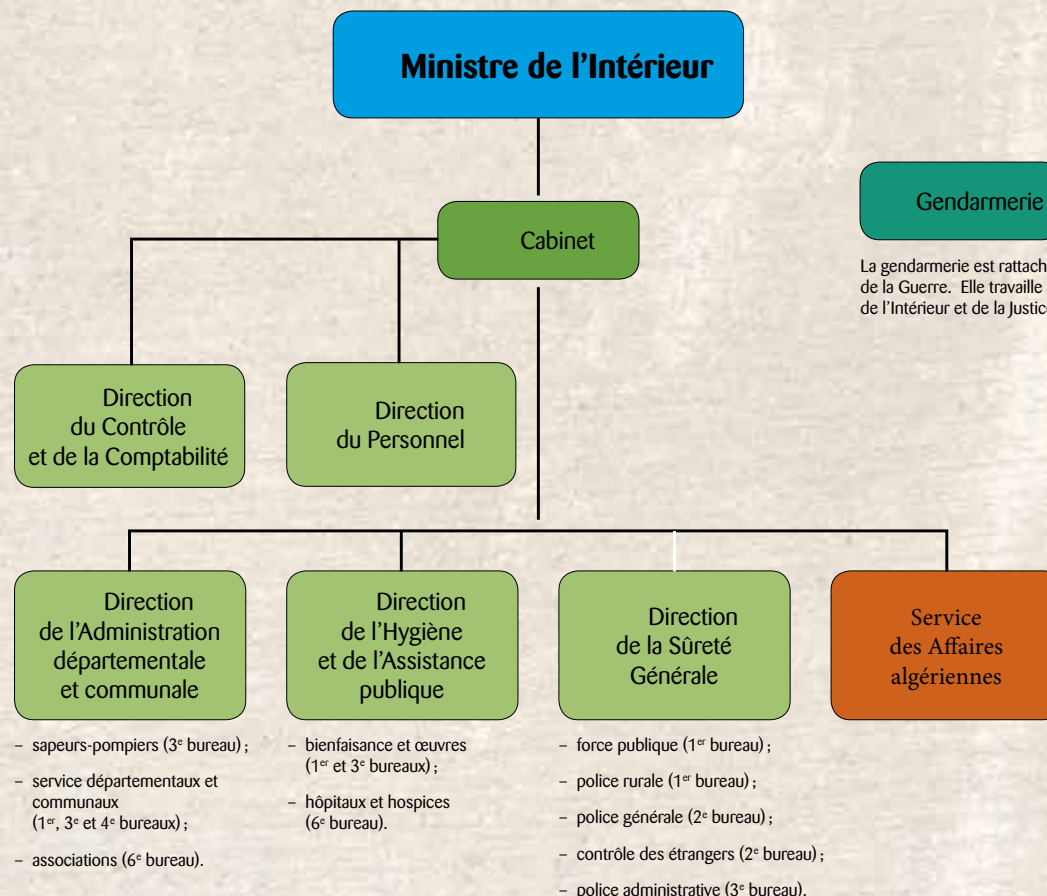 Ministre de l'Intérieur
Cabinet
Gendarmerie
La gendarmerie est rattach
de la Guerre. Elle travaille
de l'Intérieur et de la Justice
Direction
du Contrôle
et de la Comptabilité
Direction
du Personnel
Direction
de l'Administration
départementale
et communale
– sapeurs-pompiers (3e bureau) ;
– service départementaux et
communaux
(1er, 3e et 4e bureaux) ;
– associations (6e bureau).
Direction
de l'Hygiène
et de l'Assistance
publique
– bienfaisance et œuvres
(1er et 3e bureaux) ;
– hôpitaux et hospices
(6e bureau).
Direction
de la Sûreté
Générale
– force publique (1er bureau) ;
– police rurale (1er bureau) ;
– police générale (2e bureau) ;
– contrôle des étrangers (2e bureau) ;
– police administrative (3e bureau).
Service
des Affaires
algériennes